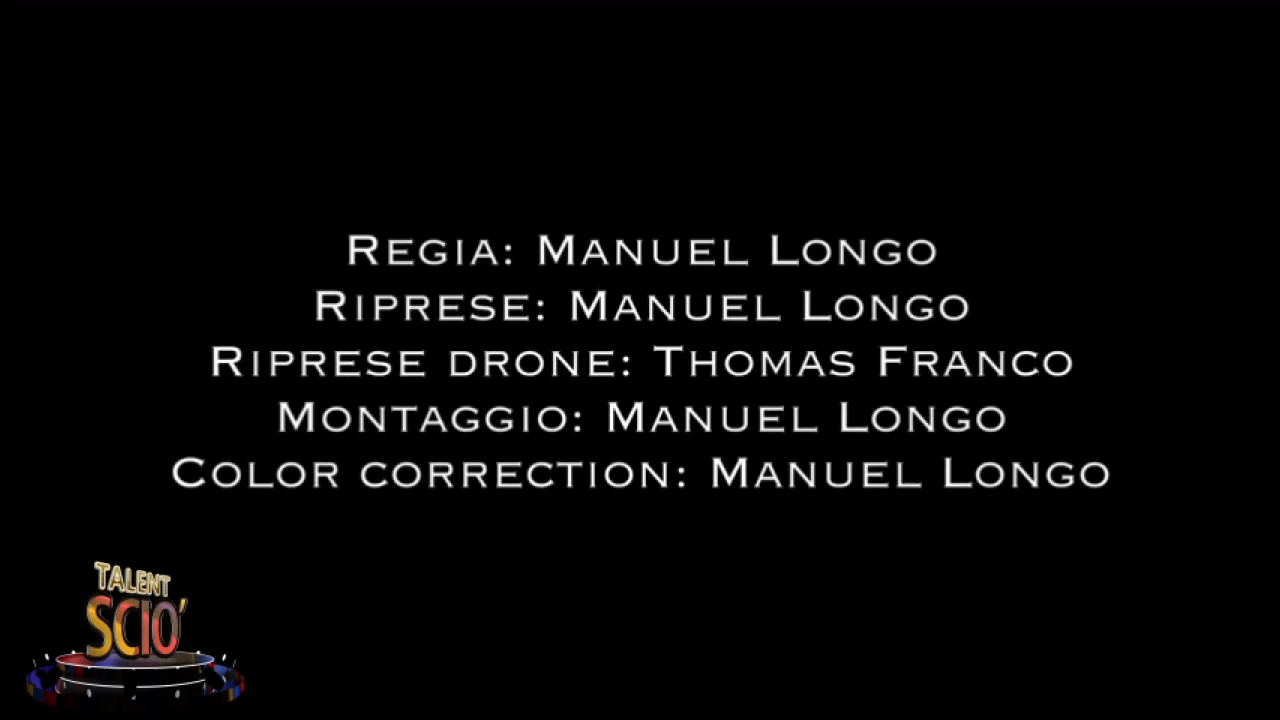 Regia: Manuel Longo
Riprese: Manuel Longo
Riprese drone: Thomas Franco
Montaggio: Manuel Longo
Color correction: Manuel Longo
TALENT
SCIO'